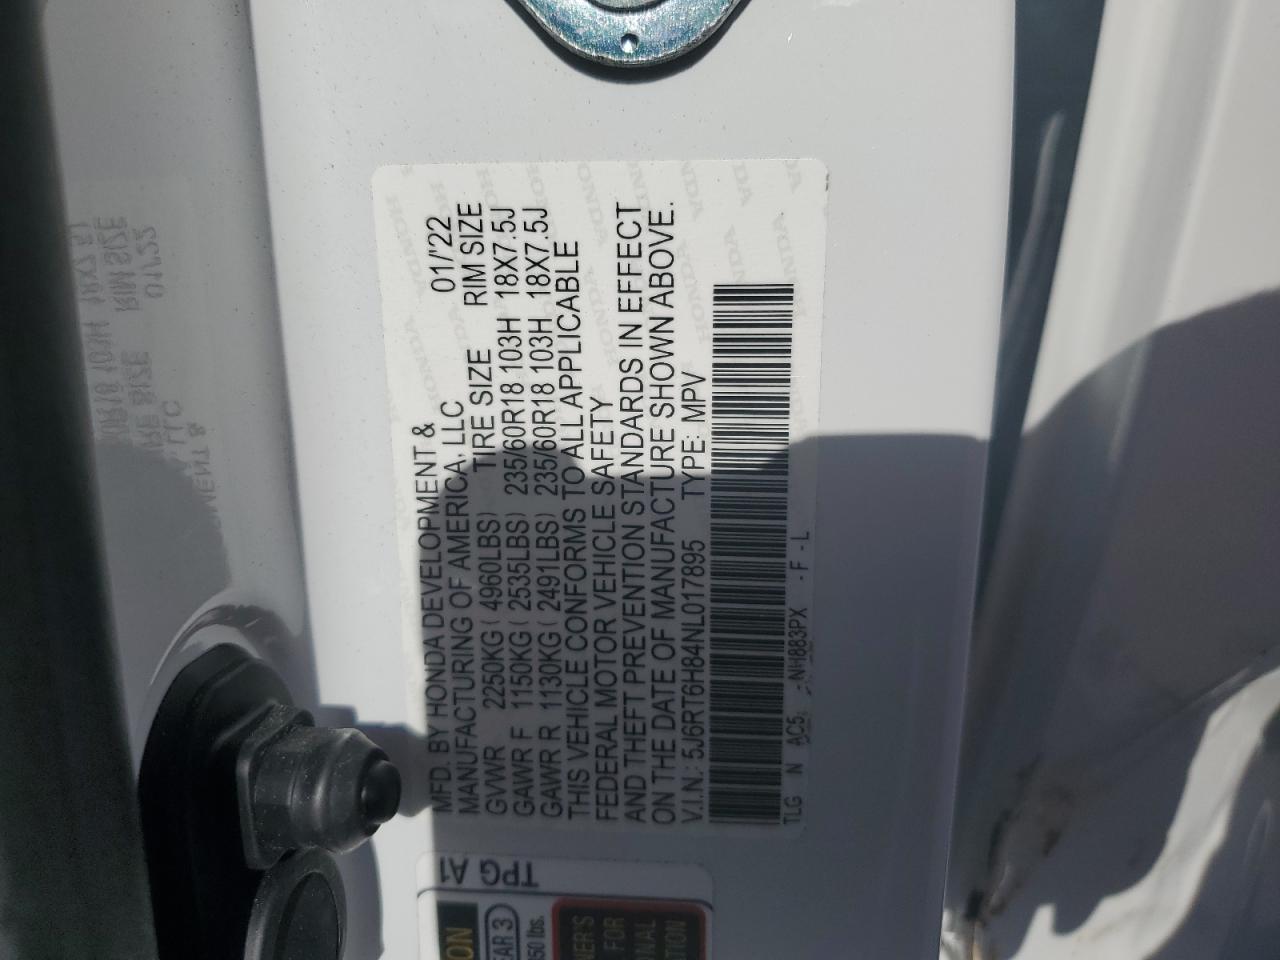 MFD. BY HONDA DEVELOPMENT &
MANUFACTURING OF AMERICA, LLC 01/'22
TIRE SIZE RIM SIZE
GVWR 2250KG ( 4960LBS)
GAWR F 1150KG ( 2535LBS) 235/60R18 103H 18X7.5J
GAWR R 1130KG ( 2491LBS) 235/60R18 103H 18X7.5J
THIS VEHICLE CONFORMS TO ALL APPLICABLE
FEDERAL MOTOR VEHICLE SAFETY
AND THEFT PREVENTION STANDARDS IN EFFECT
ON THE DATE OF MANUFACTURE SHOWN ABOVE.
V.I.N.: 5J6RT6H84NL017895 TYPE: MPV
TLG N AC5 -NH883PX -F-L
TPG A1